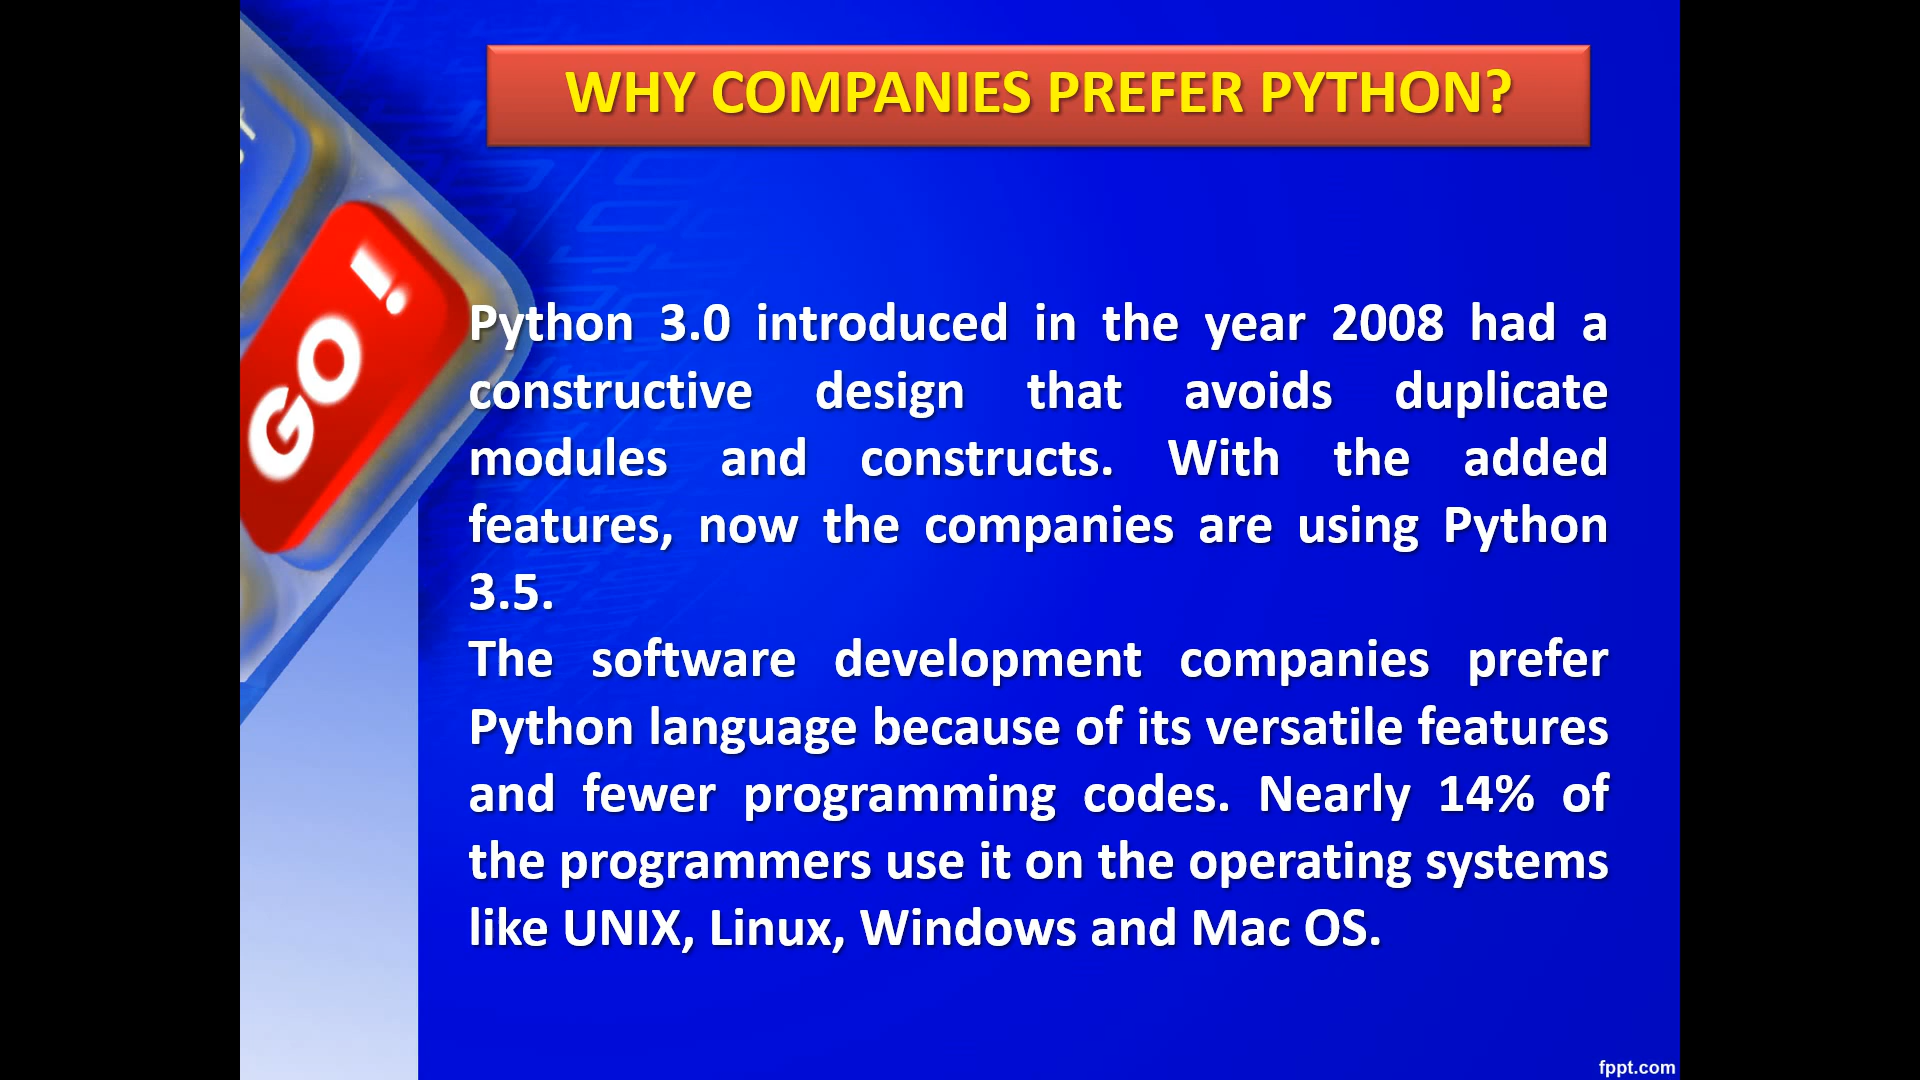 WHY COMPANIES PREFER PYTHON?
GO!
Python 3.0 introduced in the year 2008 had a
constructive design that avoids duplicate
modules and constructs. With the added
features, now the companies are using Python
3.5.
The software development companies prefer
Python language because of its versatile features
and fewer programming codes. Nearly 14% of
the programmers use it on the operating systems
like UNIX, Linux, Windows and Mac OS.
fppt.com